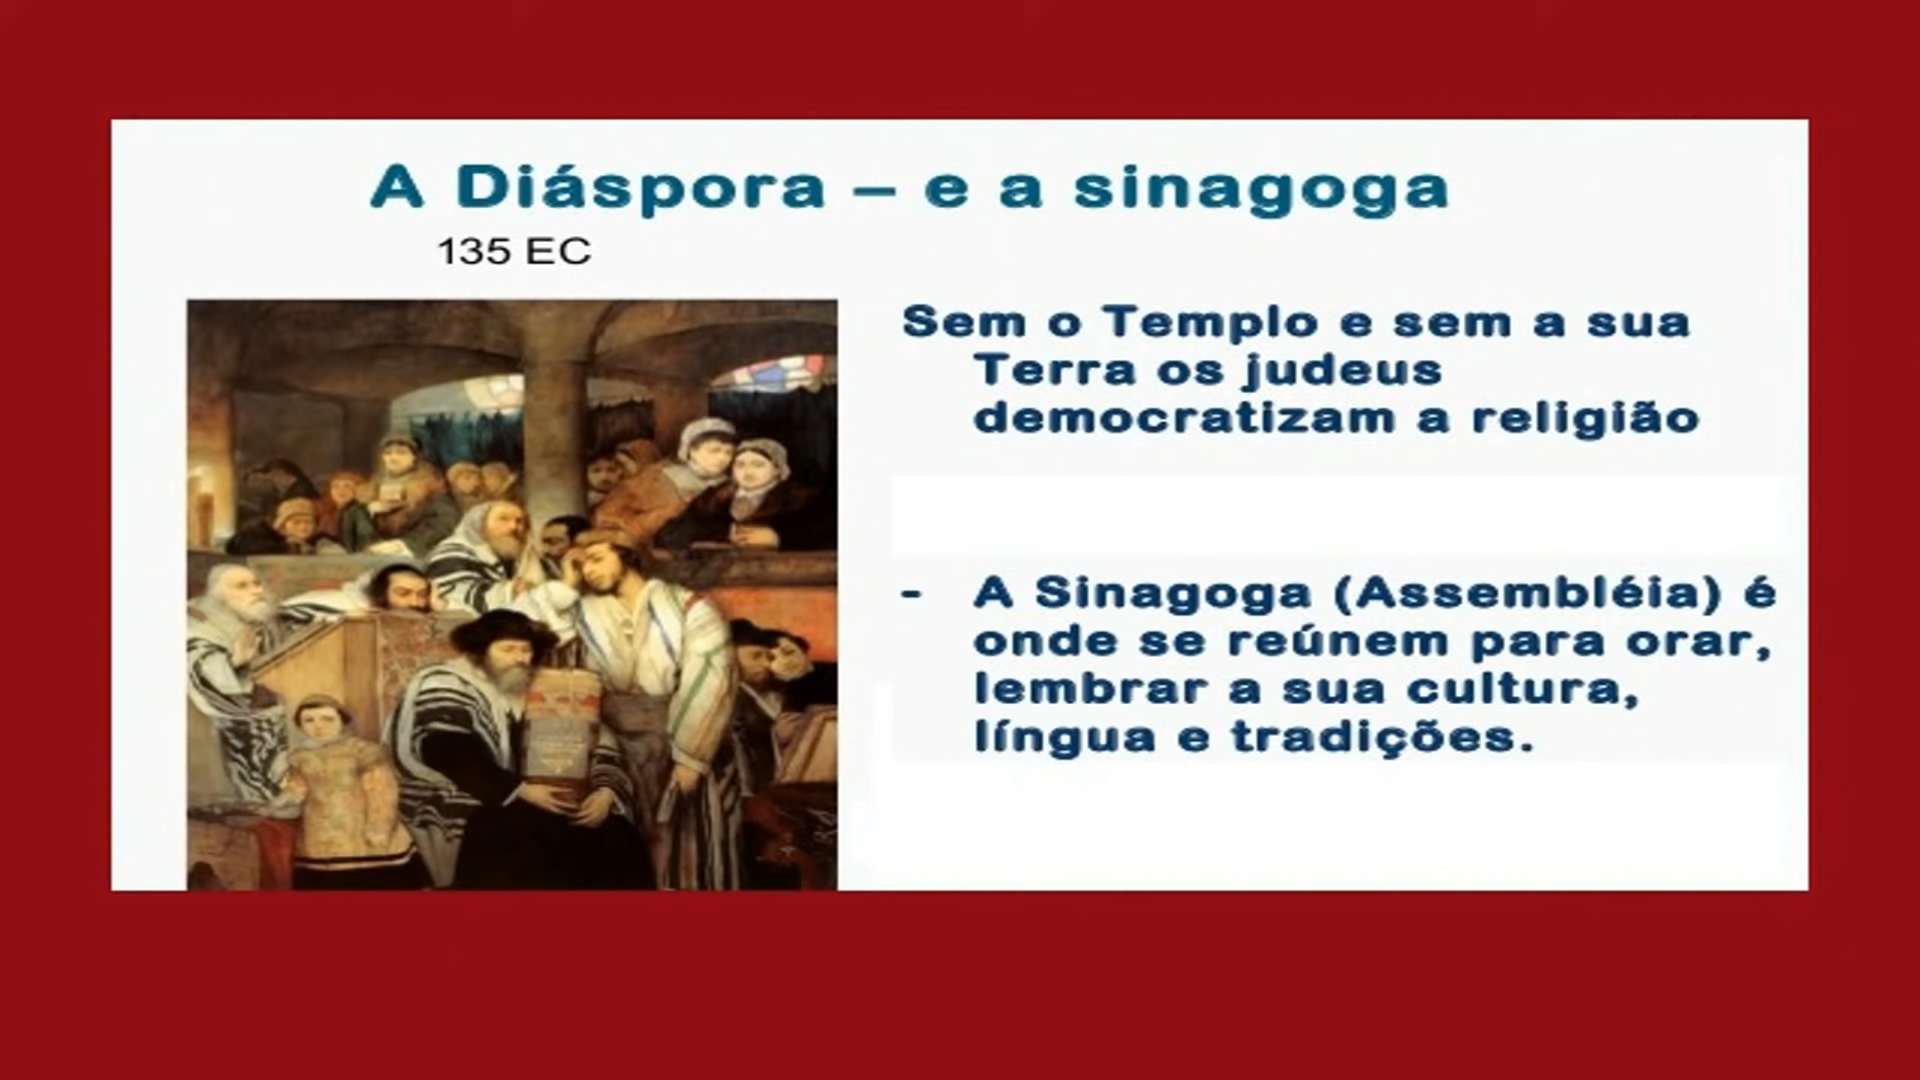 A Diáspora – e a sinagoga
135 EC
Sem o Templo e sem a sua
Terra os judeus
democratizam a religião
- A Sinagoga (Assembléia) é
onde se reúnem para orar,
lembrar a sua cultura,
língua e tradições.